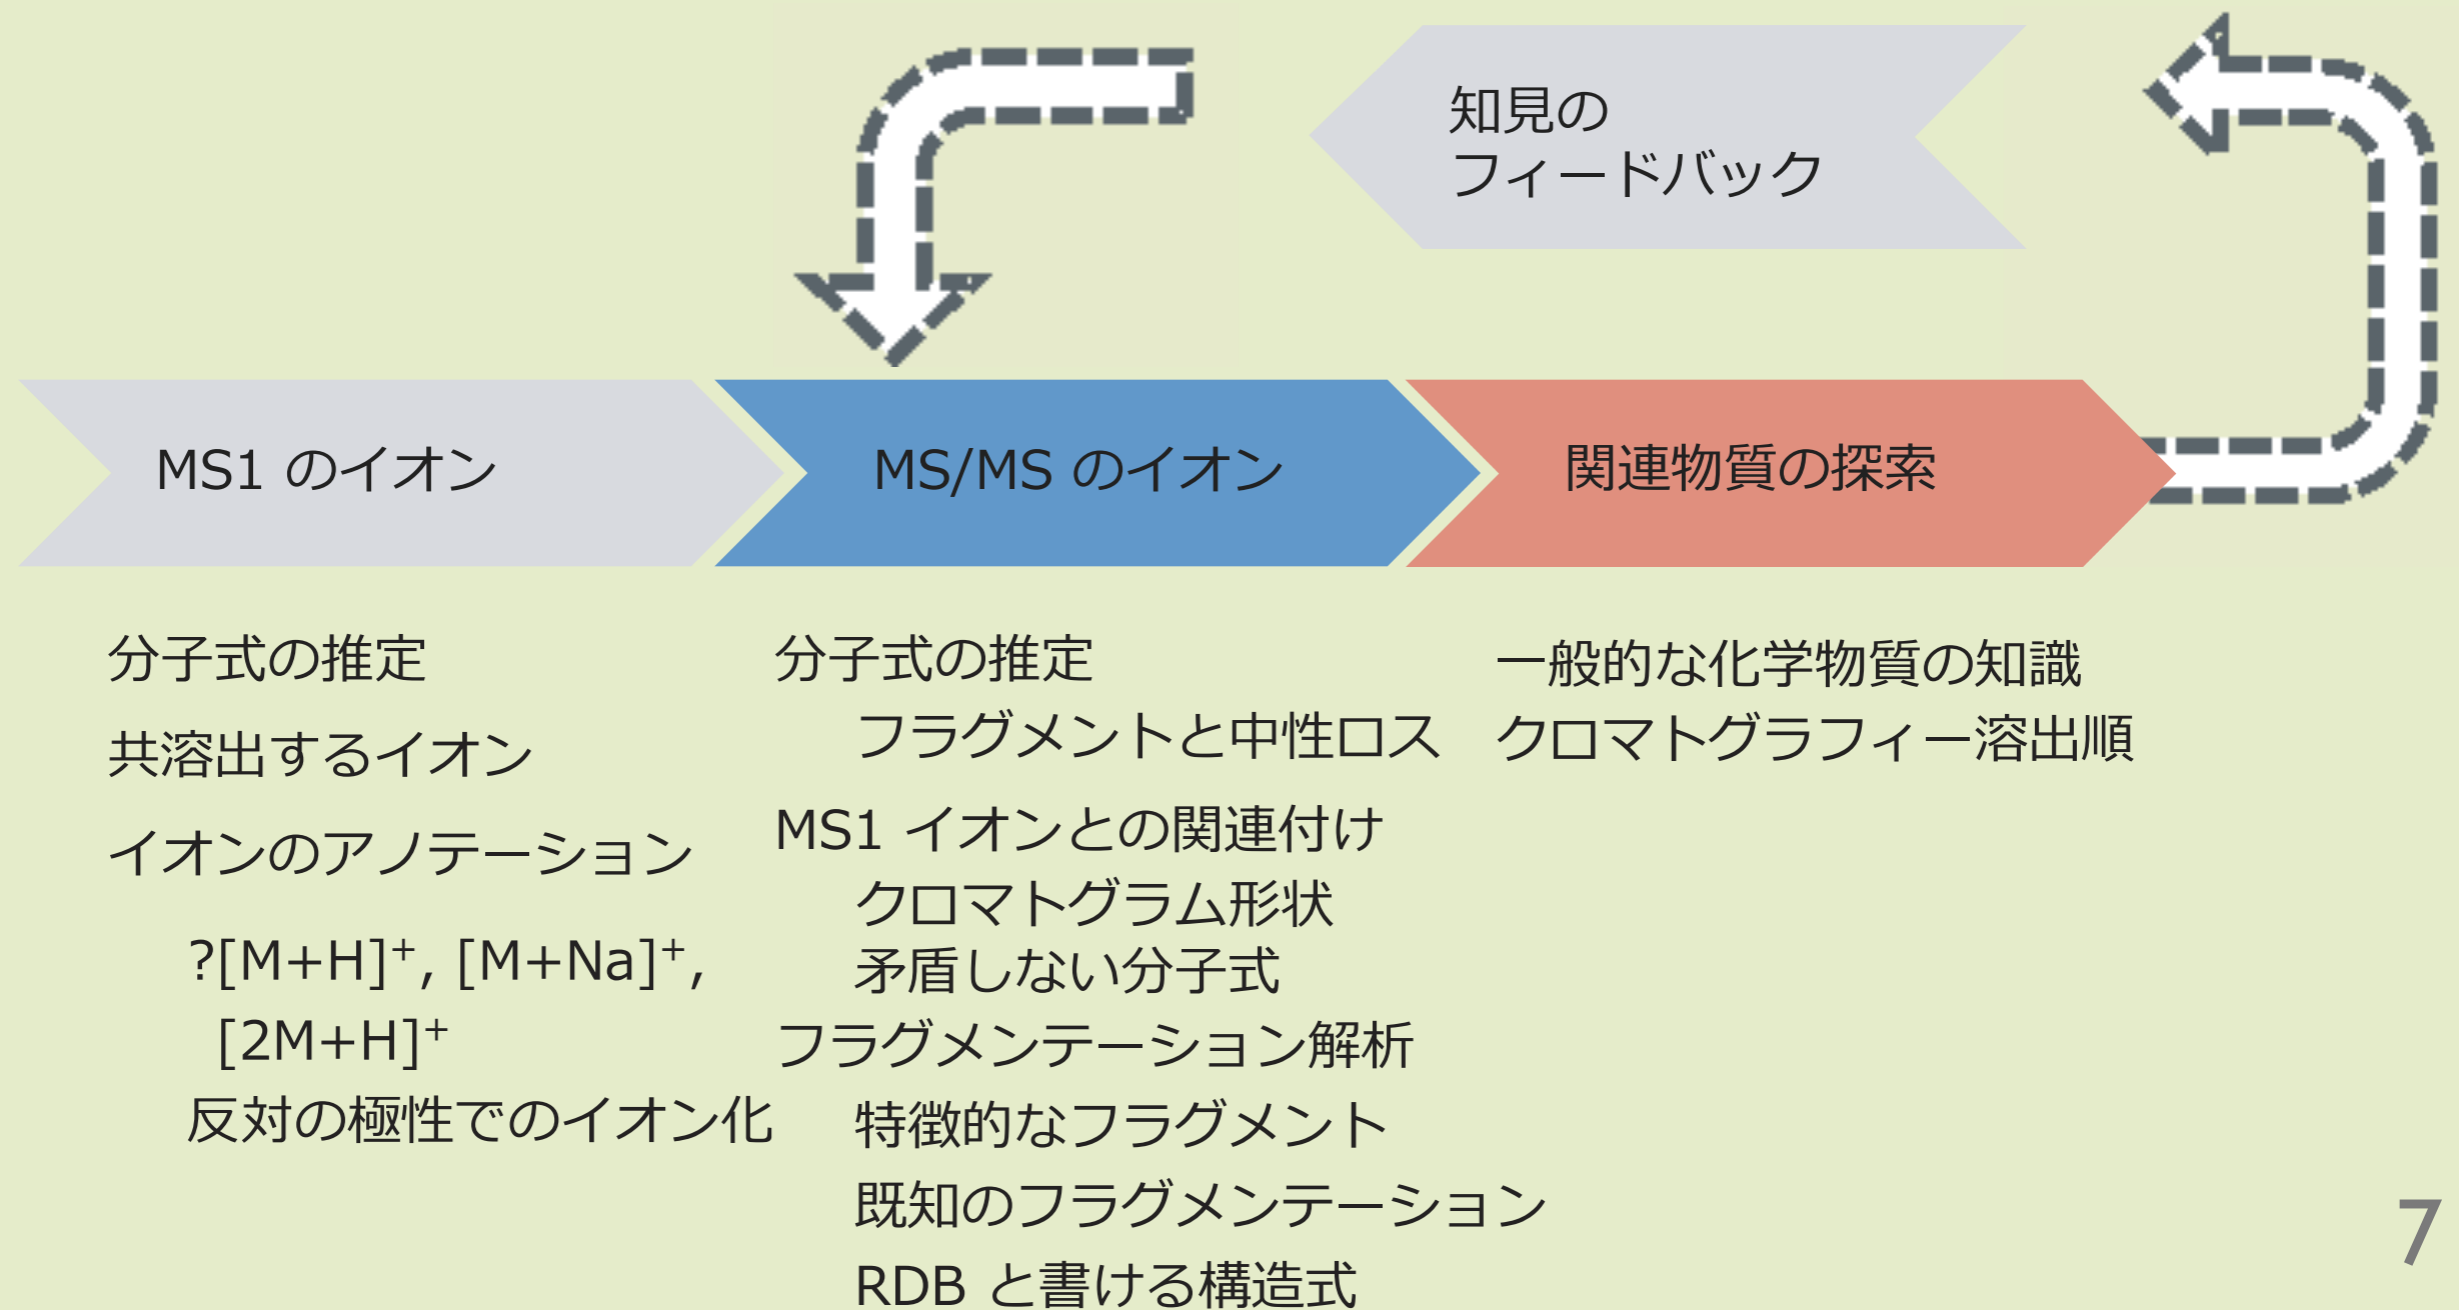 知見の
フィードバック
MS1 のイオン
MS/MS のイオン
関連物質の探索
分子式の推定
共溶出するイオン
イオンのアノテーション
?[M+H]⁺, [M+Na]⁺,
[2M+H]⁺
反対の極性でのイオン化
分子式の推定
フラグメントと中性ロス
MS1 イオンとの関連付け
クロマトグラム形状
矛盾しない分子式
フラグメンテーション解析
特徴的なフラグメント
既知のフラグメンテーション
RDB と書ける構造式
一般的な化学物質の知識
クロマトグラフィー溶出順
7